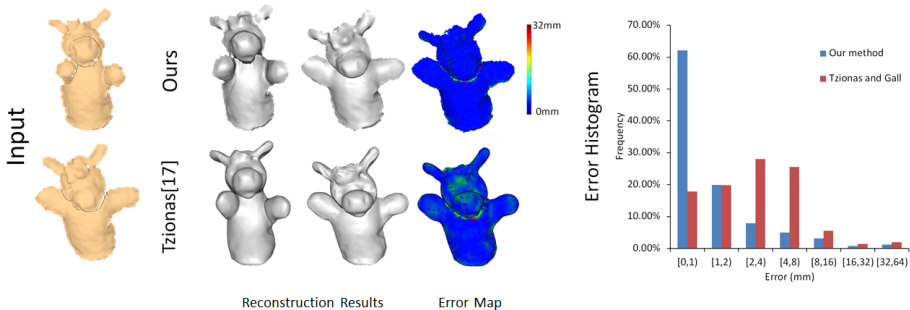 Input
Ours
Tzionas[17]
32mm
0mm
Reconstruction Results
Error Map
Error Histogram
Frequency
70.00%
60.00%
50.00%
40.00%
30.00%
20.00%
10.00%
0.00%
Our method
Tzionas and Gall
[0,1) [1,2) [2,4) [4,8) [8,16) [16,32) [32,64)
Error (mm)